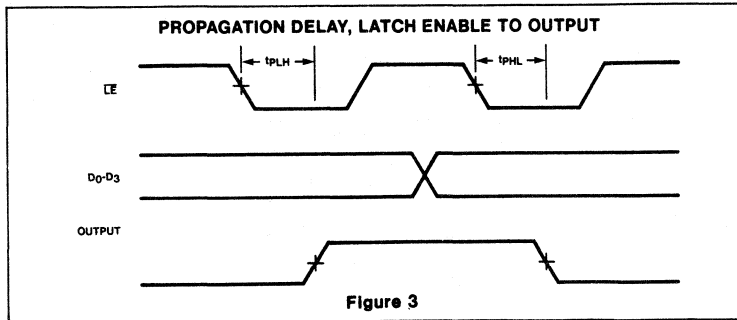 PROPAGATION DELAY, LATCH ENABLE TO OUTPUT
tPLH
tPHL
LE
D0-D3
OUTPUT
Figure 3